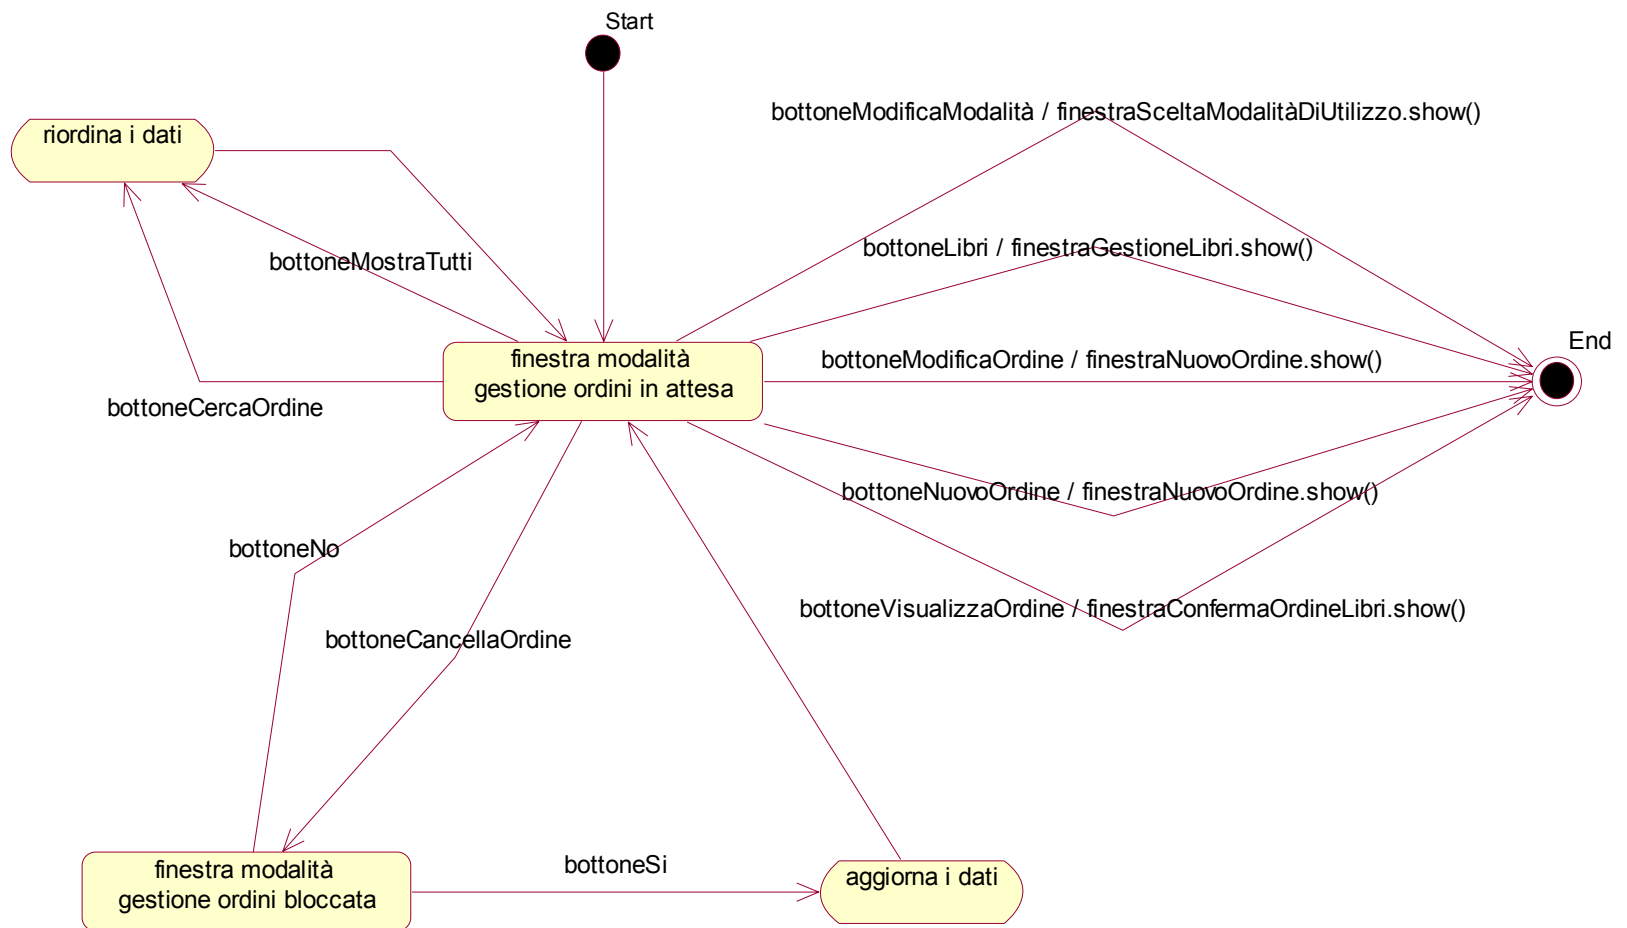 Start
bottoneModificaModalità / finestraSceltaModalitàDiUtilizzo.show()
riordina i dati
bottoneLibri / finestraGestioneLibri.show()
bottoneMostraTutti
End
finestra modalità
gestione ordini in attesa
bottoneModificaOrdine / finestraNuovoOrdine.show()
bottoneCercaOrdine
bottoneNuovoOrdine / finestraNuovoOrdine.show()
bottoneNo
bottoneVisualizzaOrdine / finestraConfermaOrdineLibri.show()
bottoneCancellaOrdine
finestra modalità
gestione ordini bloccata
bottoneSi
aggiorna i dati